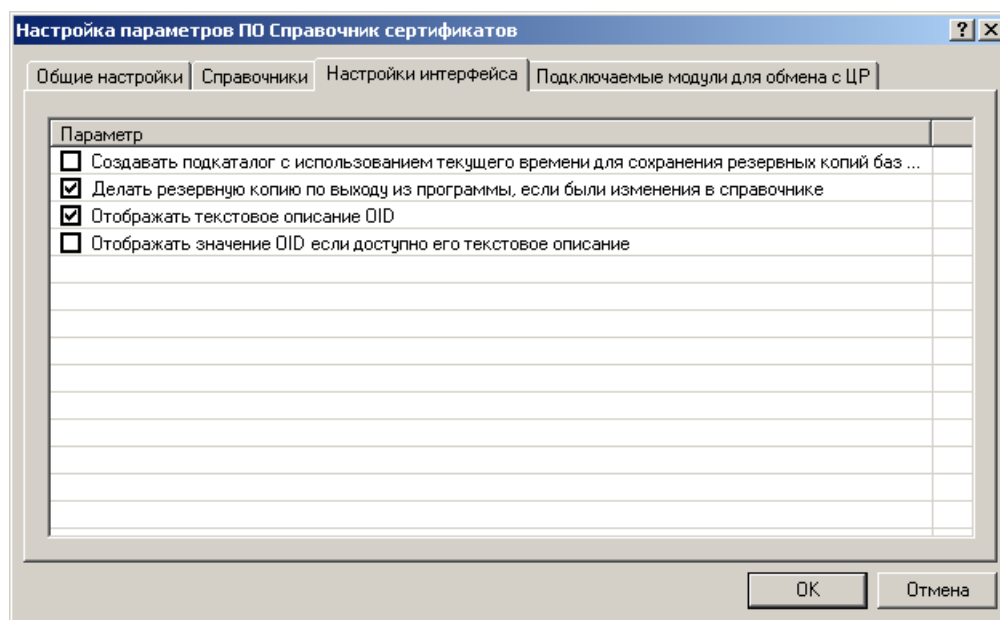 Настройка параметров ПО Справочник сертификатов
Общие настройки Справочники Настройки интерфейса Подключаемые модули для обмена с ЦР
Параметр
Создавать подкаталог с использованием текущего времени для сохранения резервных копий баз ...
Делать резервную копию по выходу из программы, если были изменения в справочнике
Отображать текстовое описание OID
Отображать значение OID если доступно его текстовое описание
OK Отмена